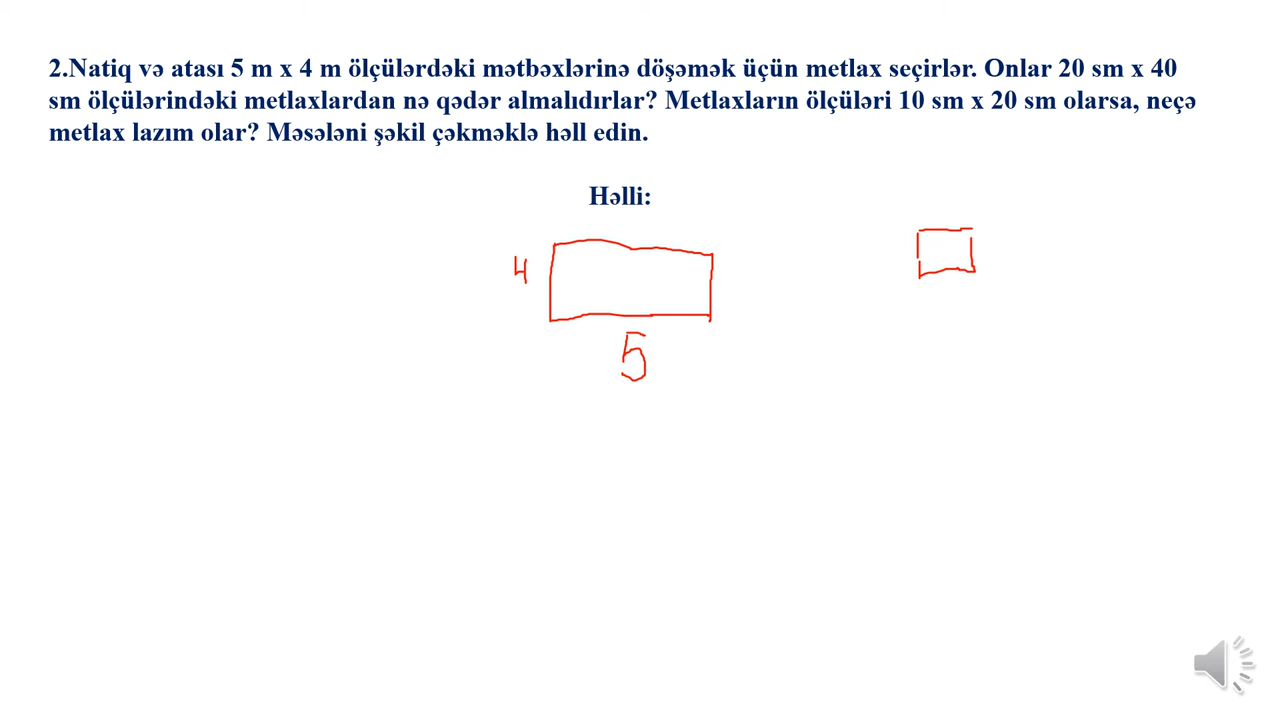 2.Natiq və atası 5 m x 4 m ölçülərdəki mətbəxlərinə döşəmək üçün metlax seçirlər. Onlar 20 sm x 40
sm ölçülərindəki metlaxlardan nə qədər almalıdırlar? Metlaxların ölçüləri 10 sm x 20 sm olarsa, neçə
metlax lazım olar? Məsələni şəkil çəkməklə həll edin.
Həlli:
4
5